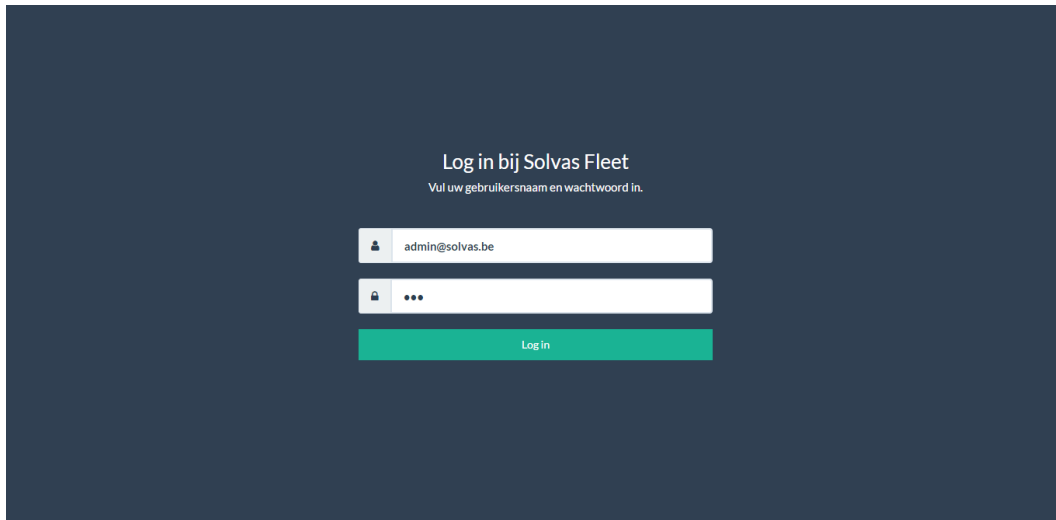 Log in bij Solvas Fleet
Vul uw gebruikersnaam en wachtwoord in.
admin@solvas.be
•••
Log in